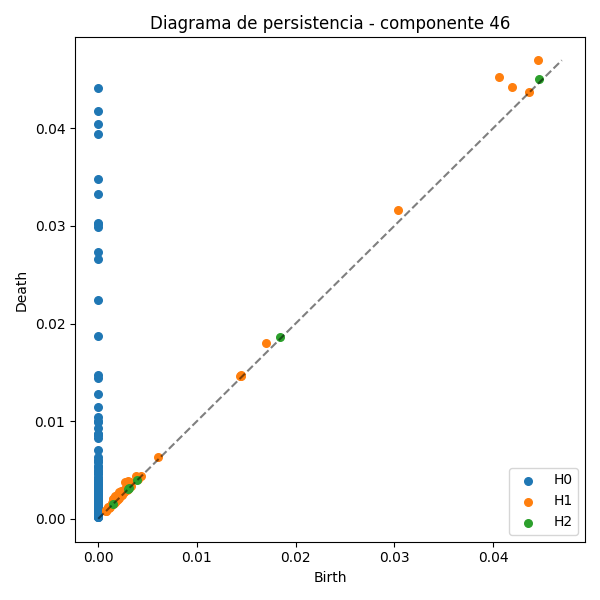 Diagrama de persistencia - componente 46
Death
0.04
0.03
0.02
0.01
0.00
H0
H1
H2
0.00 0.01 0.02 0.03 0.04
Birth